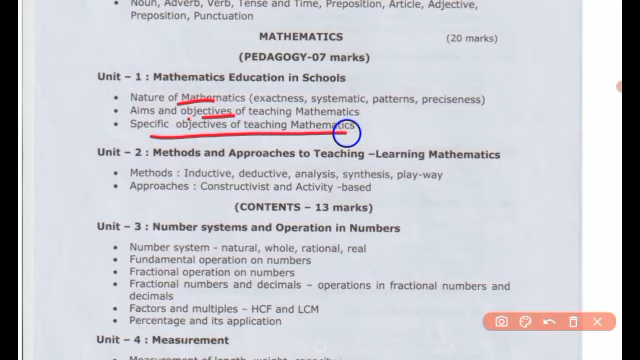 • Noun, Adverb, Verb, Tense and Time, Preposition, Article, Adjective,
Preposition, Punctuation
MATHEMATICS (20 marks)
(PEDAGOGY-07 marks)
Unit – 1 : Mathematics Education in Schools
• Nature of Mathematics (exactness, systematic, patterns, preciseness)
• Aims and objectives of teaching Mathematics
• Specific objectives of teaching Mathematics
Unit – 2 : Methods and Approaches to Teaching –Learning Mathematics
• Methods : Inductive, deductive, analysis, synthesis, play-way
• Approaches : Constructivist and Activity -based
(CONTENTS – 13 marks)
Unit – 3 : Number systems and Operation in Numbers
• Number system - natural, whole, rational, real
• Fundamental operation on numbers
• Fractional operation on numbers
• Fractional numbers and decimals – operations in fractional numbers and
decimals
• Factors and multiples – HCF and LCM
• Percentage and its application
Unit – 4 : Measurement
• Measurement of length, weight, capacity